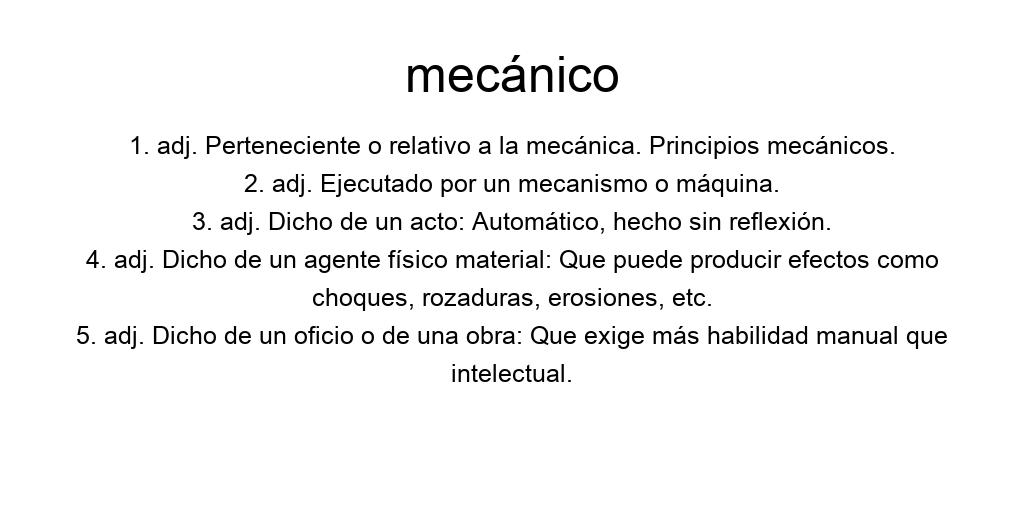 mecánico
1. adj. Perteneciente o relativo a la mecánica. Principios mecánicos.
2. adj. Ejecutado por un mecanismo o máquina.
3. adj. Dicho de un acto: Automático, hecho sin reflexión.
4. adj. Dicho de un agente físico material: Que puede producir efectos como
choques, rozaduras, erosiones, etc.
5. adj. Dicho de un oficio o de una obra: Que exige más habilidad manual que
intelectual.